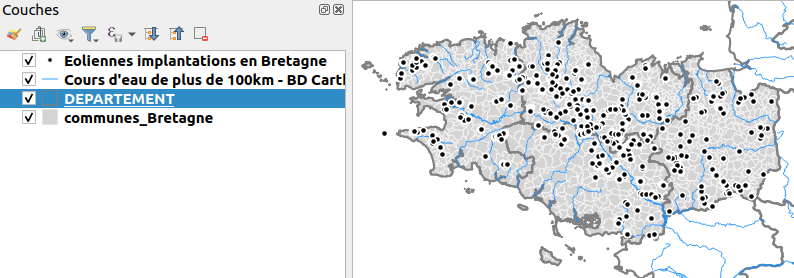 Couches
Eoliennes implantations en Bretagne
Cours d'eau de plus de 100km - BD Cartl
DEPARTEMENT
communes_Bretagne